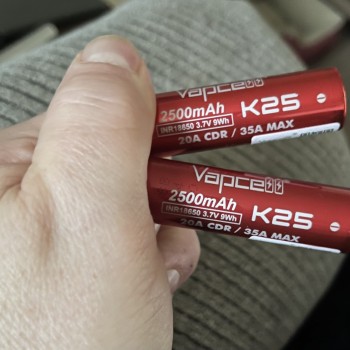 Vapcell
2500mAh K25
INR18650 3.7V 9Wh
20A CDR / 35A MAX
Vapcell
2500mAh K25
INR18650 3.7V 9Wh
20A CDR / 35A MAX